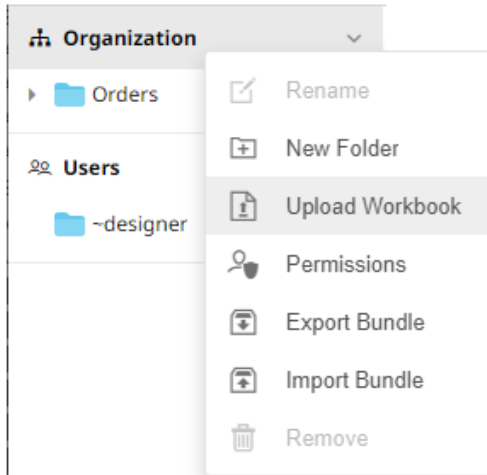 Organization
Orders
Users
~designer
Rename
New Folder
Upload Workbook
Permissions
Export Bundle
Import Bundle
Remove